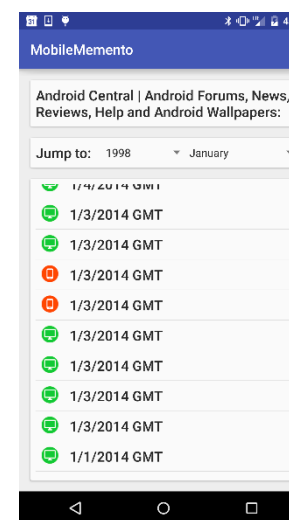 31 4
MobileMemento
Android Central | Android Forums, News,
Reviews, Help and Android Wallpapers:
Jump to: 1998 January
1/4/2014 GMT
1/3/2014 GMT
1/3/2014 GMT
1/3/2014 GMT
1/3/2014 GMT
1/3/2014 GMT
1/3/2014 GMT
1/3/2014 GMT
1/3/2014 GMT
1/1/2014 GMT